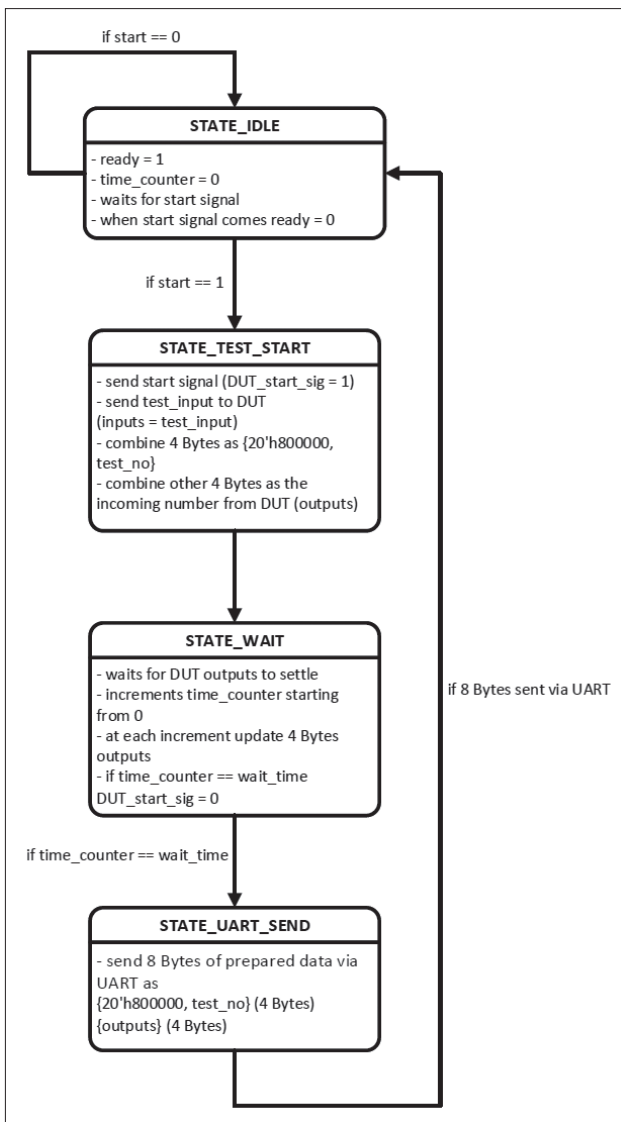 if start == 0
STATE_IDLE
- ready = 1
- time_counter = 0
- waits for start signal
- when start signal comes ready = 0
if start == 1
STATE_TEST_START
- send start signal (DUT_start_sig = 1)
- send test_input to DUT
(inputs = test_input)
- combine 4 Bytes as {20'h800000,
test_no}
- combine other 4 Bytes as the
incoming number from DUT (outputs)
STATE_WAIT
- waits for DUT outputs to settle
- increments time_counter starting
from 0
- at each increment update 4 Bytes
outputs
- if time_counter == wait_time
DUT_start_sig = 0
if 8 Bytes sent via UART
if time_counter == wait_time
STATE_UART_SEND
- send 8 Bytes of prepared data via
UART as
{20'h800000, test_no} (4 Bytes)
{outputs} (4 Bytes)